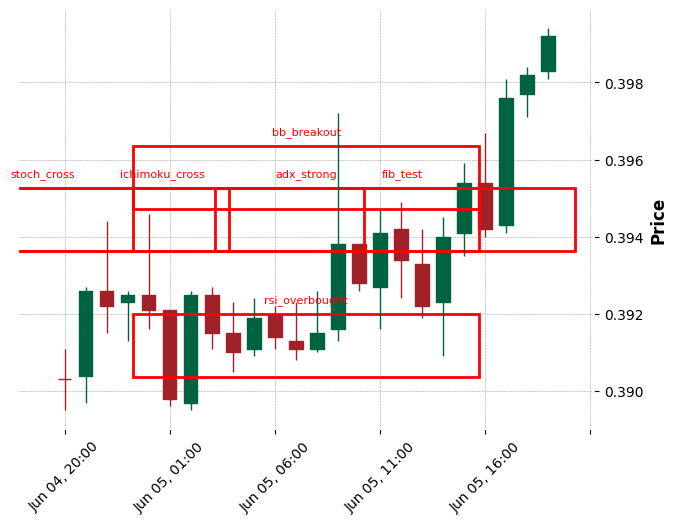 0.398
bb_breakout
0.396
stoch_cross ichimoku_cross adx_strong fib_test
0.394
rsi_overbought
0.392
0.390
Price
Jun 04, 20:00
Jun 05, 01:00
Jun 05, 06:00
Jun 05, 11:00
Jun 05, 16:00